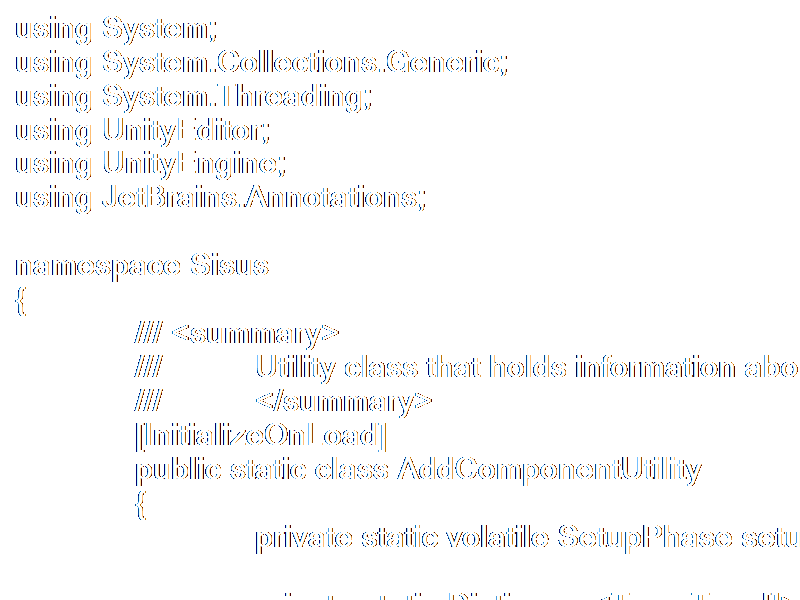 using System;
using System.Collections.Generic;
using System.Threading;
using UnityEditor;
using UnityEngine;
using JetBrains.Annotations;
namespace Sisus
{
//// <summary>
//// Utility class that holds information abo
//// </summary>
[InitializeOnLoad]
public static class AddComponentUtility
{
private static volatile SetupPhase setu